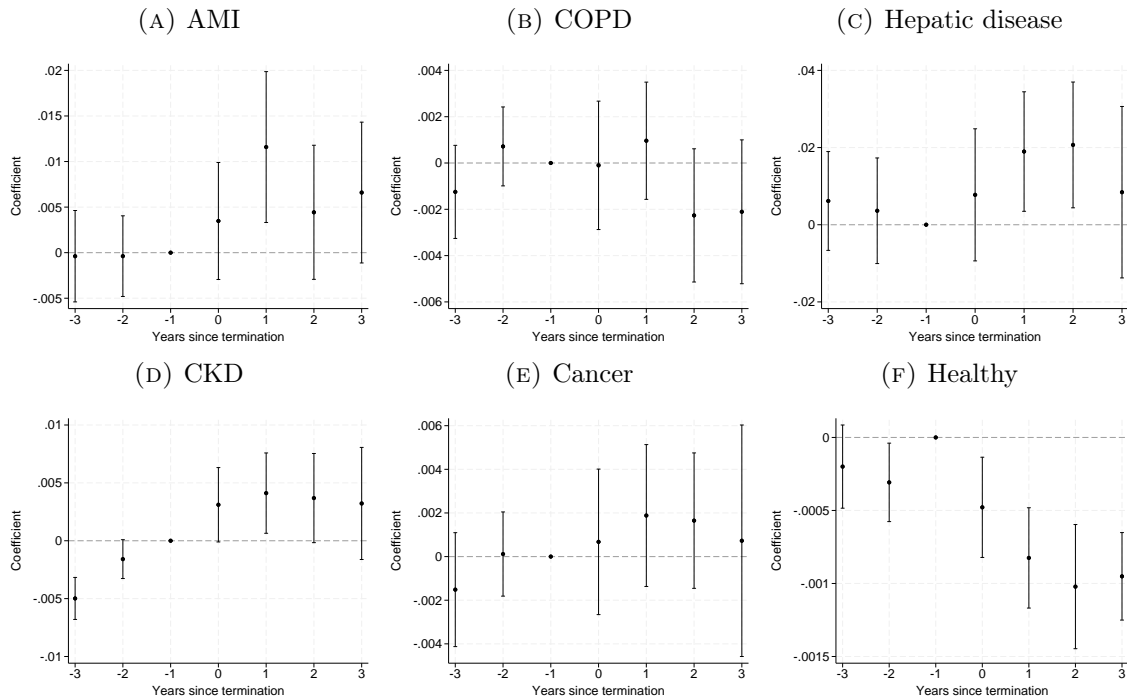 (A) AMI
.02
.015
.01
.005
0
-.005
Coefficient
-3 -2 -1 0 1 2 3
Years since termination
(B) COPD
.004
.002
0
-.002
-.004
-.006
Coefficient
-3 -2 -1 0 1 2 3
Years since termination
(C) Hepatic disease
.04
.02
0
-.02
Coefficient
-3 -2 -1 0 1 2 3
Years since termination
(D) CKD
.01
.005
0
-.005
-.01
Coefficient
-3 -2 -1 0 1 2 3
Years since termination
(E) Cancer
.006
.004
.002
0
-.002
-.004
Coefficient
-3 -2 -1 0 1 2 3
Years since termination
(F) Healthy
0
-.0005
-.001
-.0015
Coefficient
-3 -2 -1 0 1 2 3
Years since termination